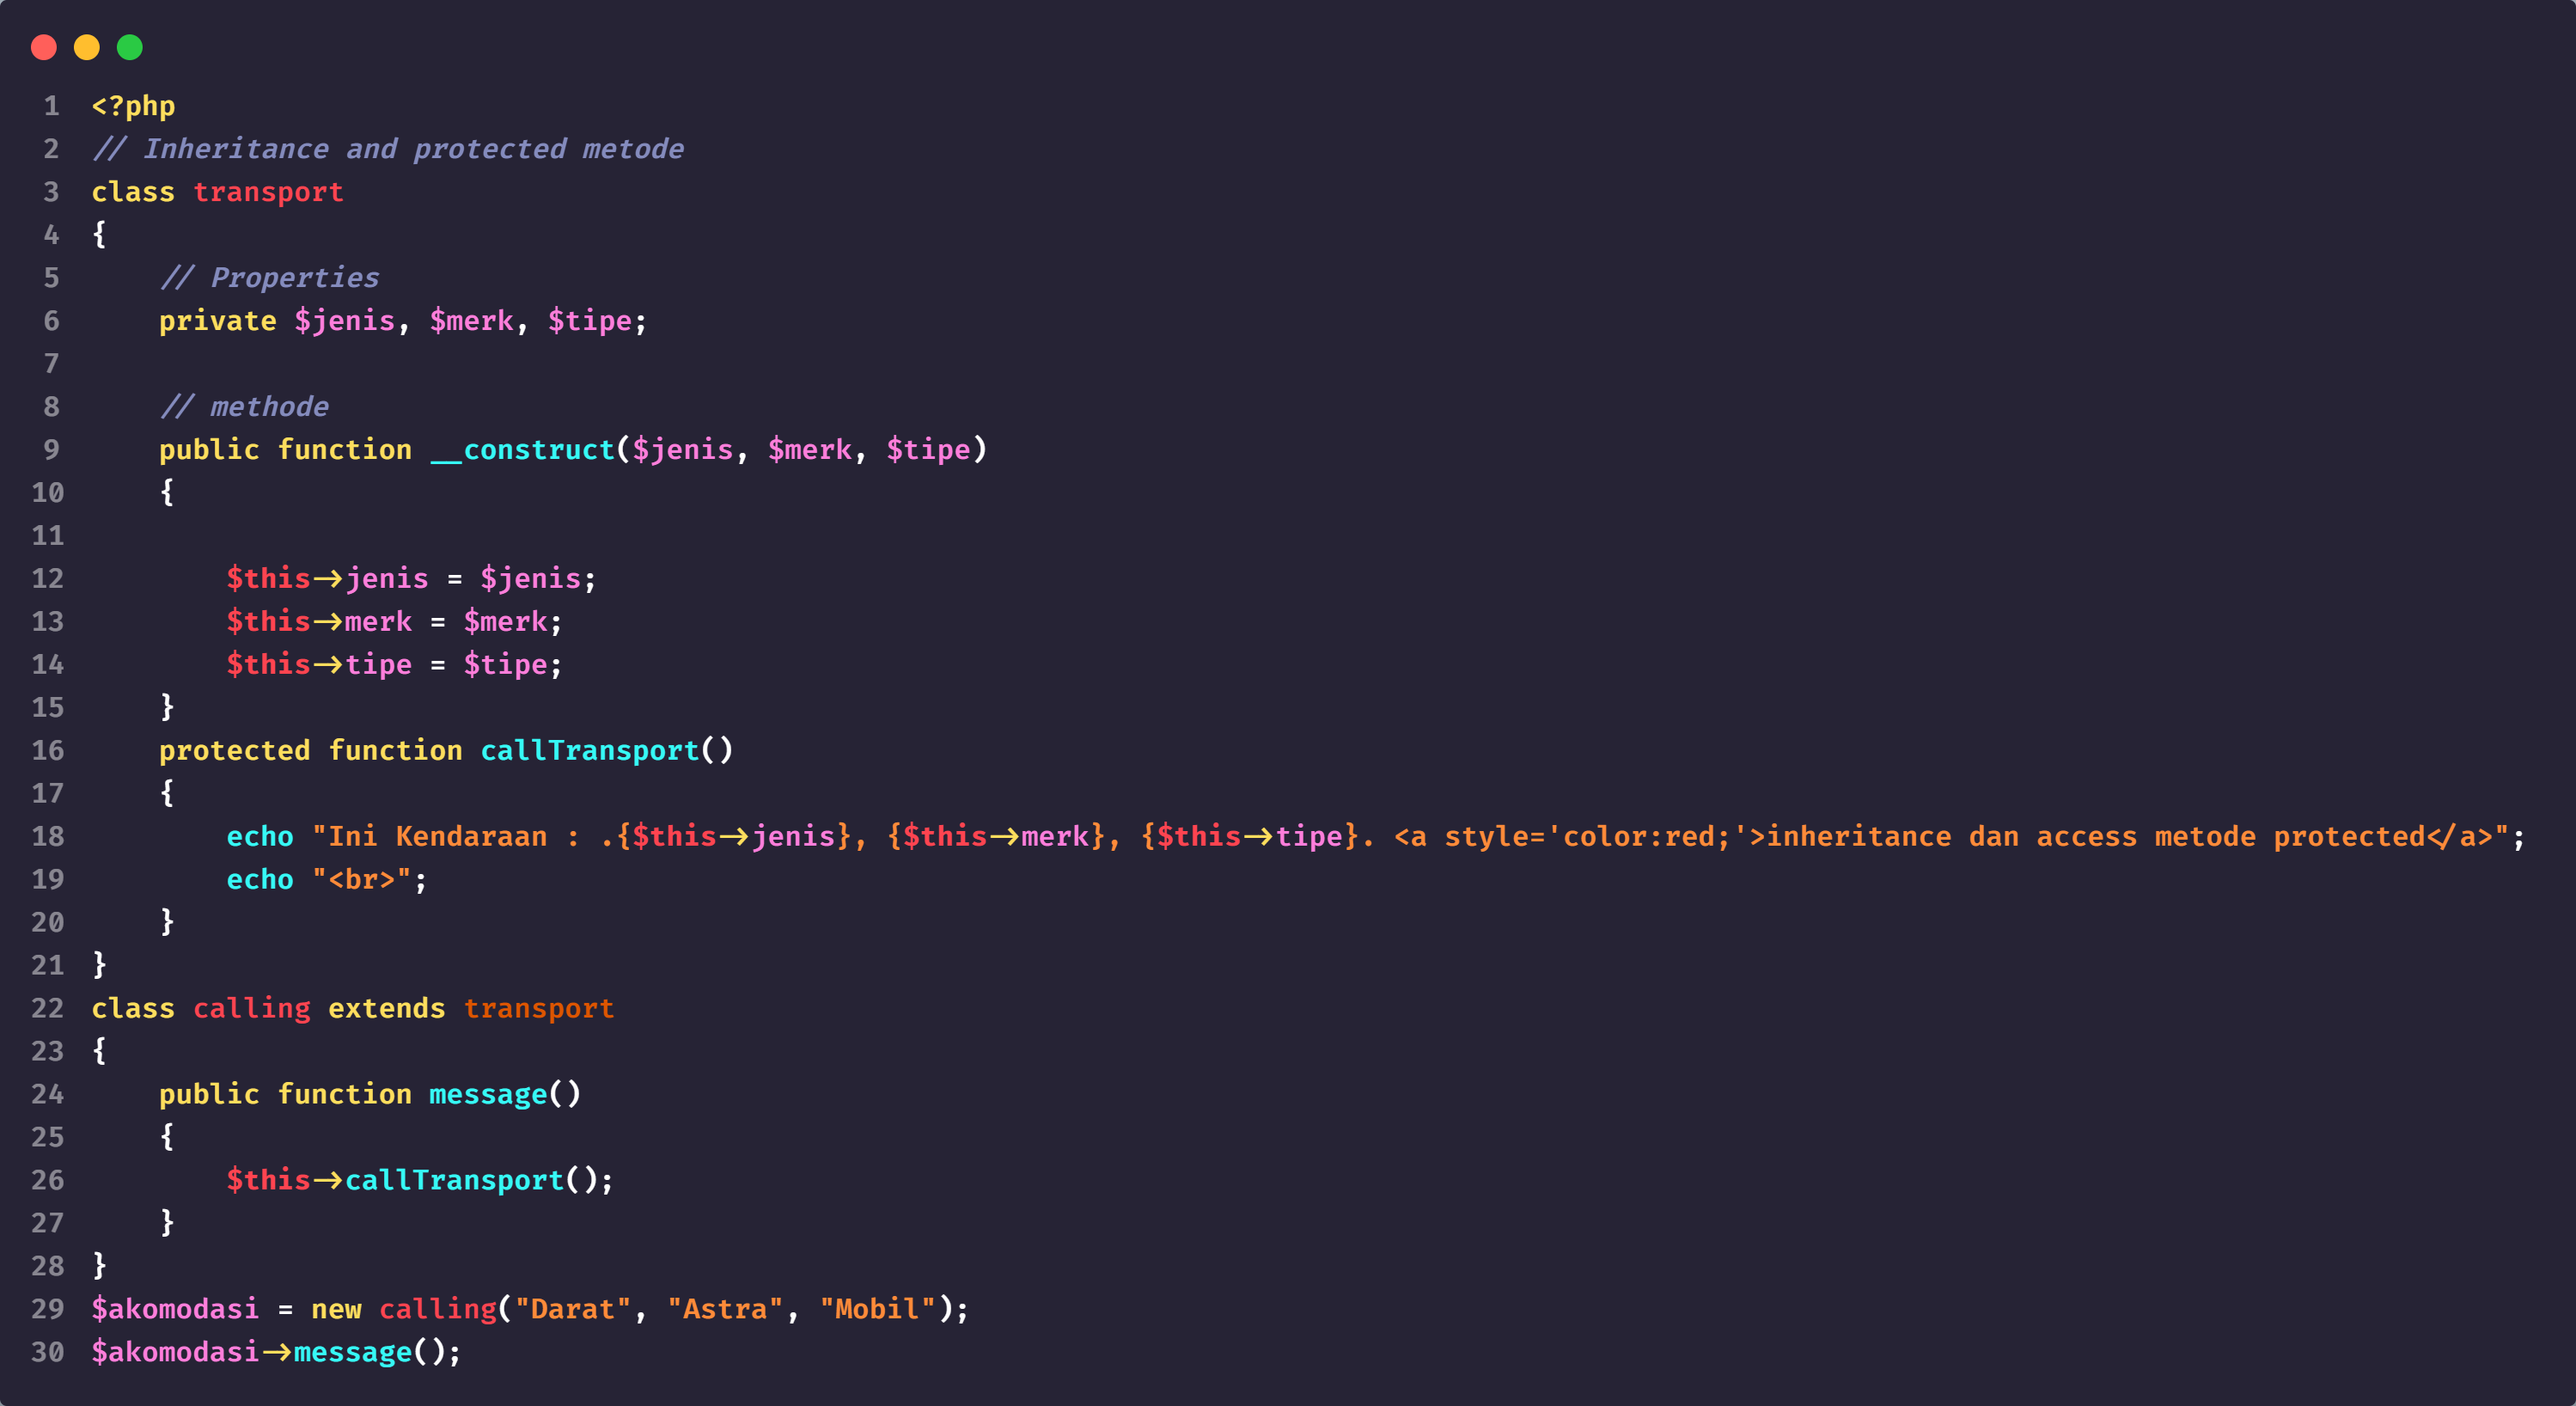 1 <?php
2 // Inheritance and protected metode
3 class transport
4 {
5     // Properties
6     private $jenis, $merk, $tipe;
7
8     // methode
9     public function __construct($jenis, $merk, $tipe)
10     {
11
12         $this->jenis = $jenis;
13         $this->merk = $merk;
14         $this->tipe = $tipe;
15     }
16     protected function callTransport()
17     {
18         echo "Ini Kendaraan : .{$this->jenis}, {$this->merk}, {$this->tipe}. <a style='color:red;'>inheritance dan access metode protected</a>";
19         echo "<br>";
20     }
21 }
22 class calling extends transport
23 {
24     public function message()
25     {
26         $this->callTransport();
27     }
28 }
29 $akomodasi = new calling("Darat", "Astra", "Mobil");
30 $akomodasi->message();